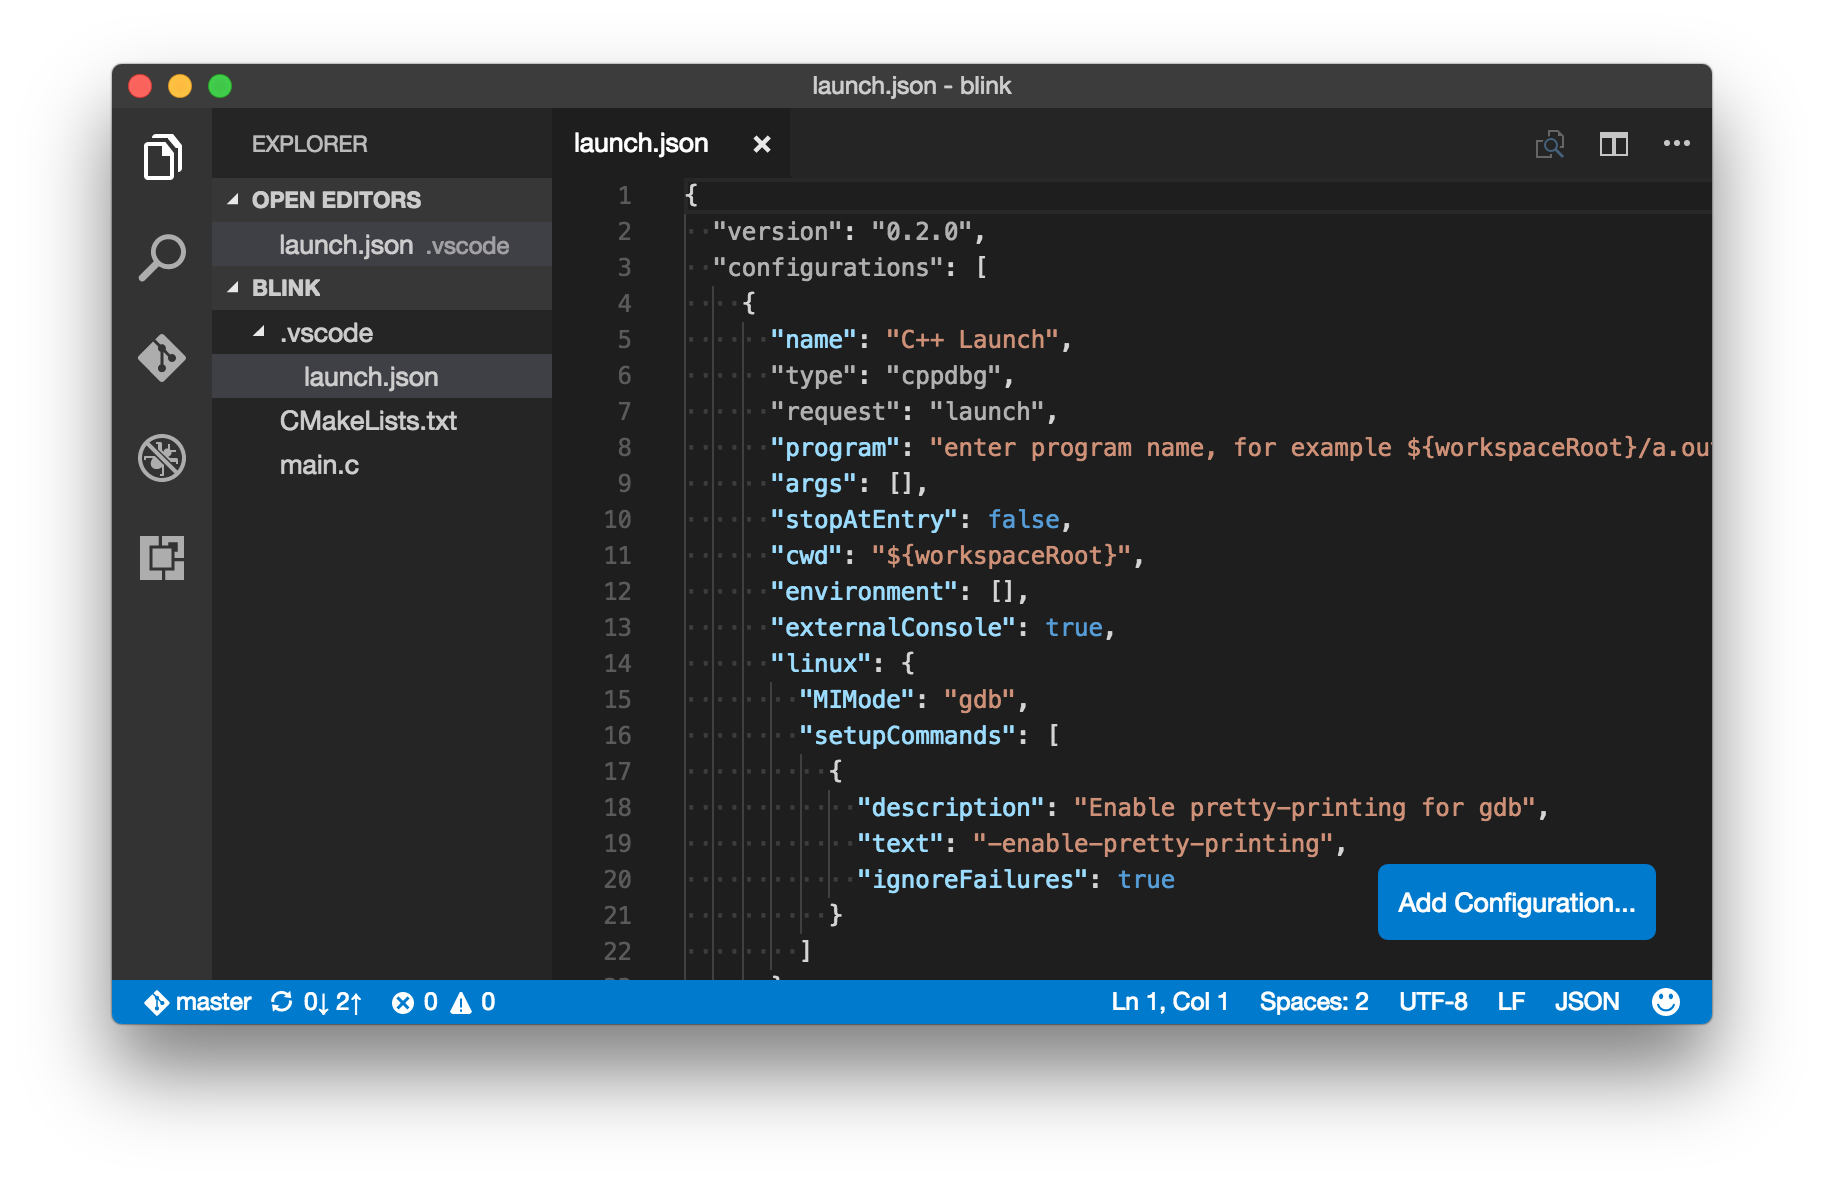 launch.json - blink
EXPLORER
OPEN EDITORS
launch.json .vscode
BLINK
.vscode
launch.json
CMakeLists.txt
main.c
launch.json
1 {
2 "version": "0.2.0",
3 "configurations": [
4 {
5 "name": "C++ Launch",
6 "type": "cppdbg",
7 "request": "launch",
8 "program": "enter program name, for example ${workspaceRoot}/a.ou
9 "args": [],
10 "stopAtEntry": false,
11 "cwd": "${workspaceRoot}",
12 "environment": [],
13 "externalConsole": true,
14 "linux": {
15 "MIMode": "gdb",
16 "setupCommands": [
17 {
18 "description": "Enable pretty-printing for gdb",
19 "text": "-enable-pretty-printing",
20 "ignoreFailures": true
21 }
22 ]
Add Configuration...
master 0↓ 2↑ 0 0
Ln 1, Col 1 Spaces: 2 UTF-8 LF JSON